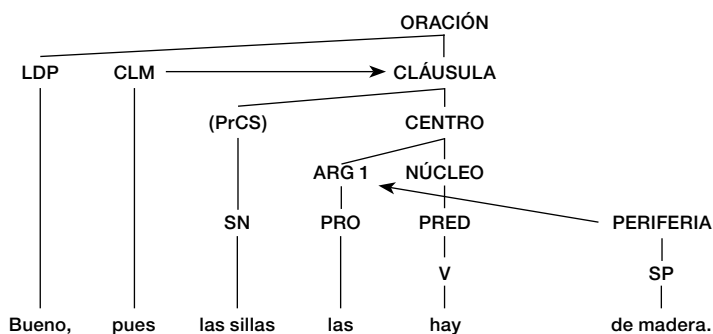 ORACIÓN
LDP CLM CLÁUSULA
(PrCS) CENTRO
ARG 1 NÚCLEO
SN PRO PRED PERIFERIA
V SP
Bueno, pues las sillas las hay de madera.